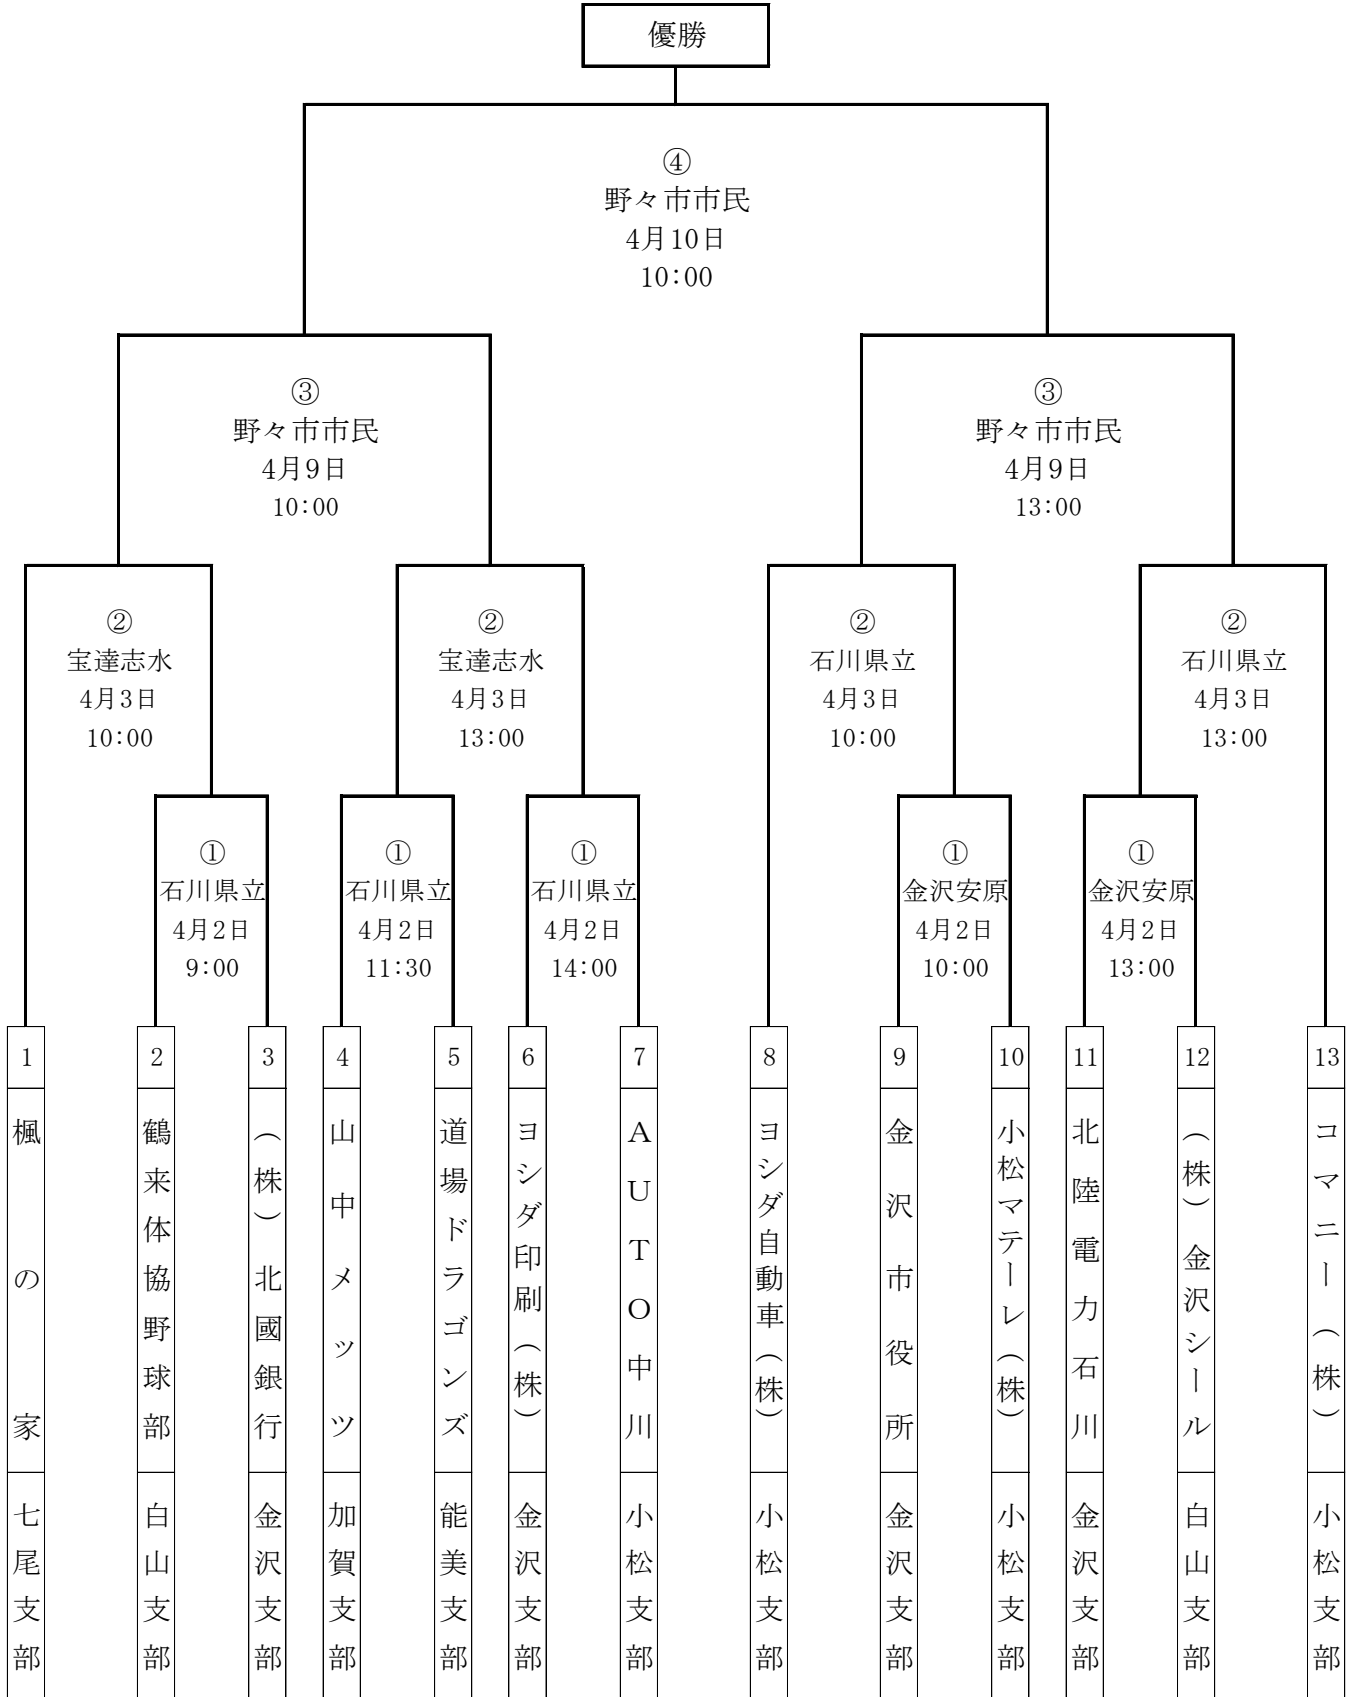 優勝
④
野々市市民
4月10日
10:00
③
野々市市民
4月9日
10:00
③
野々市市民
4月9日
13:00
②
宝達志水
4月3日
10:00
②
宝達志水
4月3日
13:00
②
石川県立
4月3日
10:00
②
石川県立
4月3日
13:00
①
石川県立
4月2日
9:00
①
石川県立
4月2日
11:30
①
石川県立
4月2日
14:00
①
金沢安原
4月2日
10:00
①
金沢安原
4月2日
13:00
1
楓の家
七尾支部
2
鶴来体協野球部
白山支部
3
(株)北國銀行
金沢支部
4
山中メッツ
加賀支部
5
道場ドラゴンズ
能美支部
6
ヨシダ印刷(株)
金沢支部
7
AUTO中川
小松支部
8
ヨシダ自動車(株)
小松支部
9
金沢市役所
金沢支部
10
小松マテーレ(株)
小松支部
11
北陸電力石川
金沢支部
12
(株)金沢シール
白山支部
13
コマニー(株)
小松支部